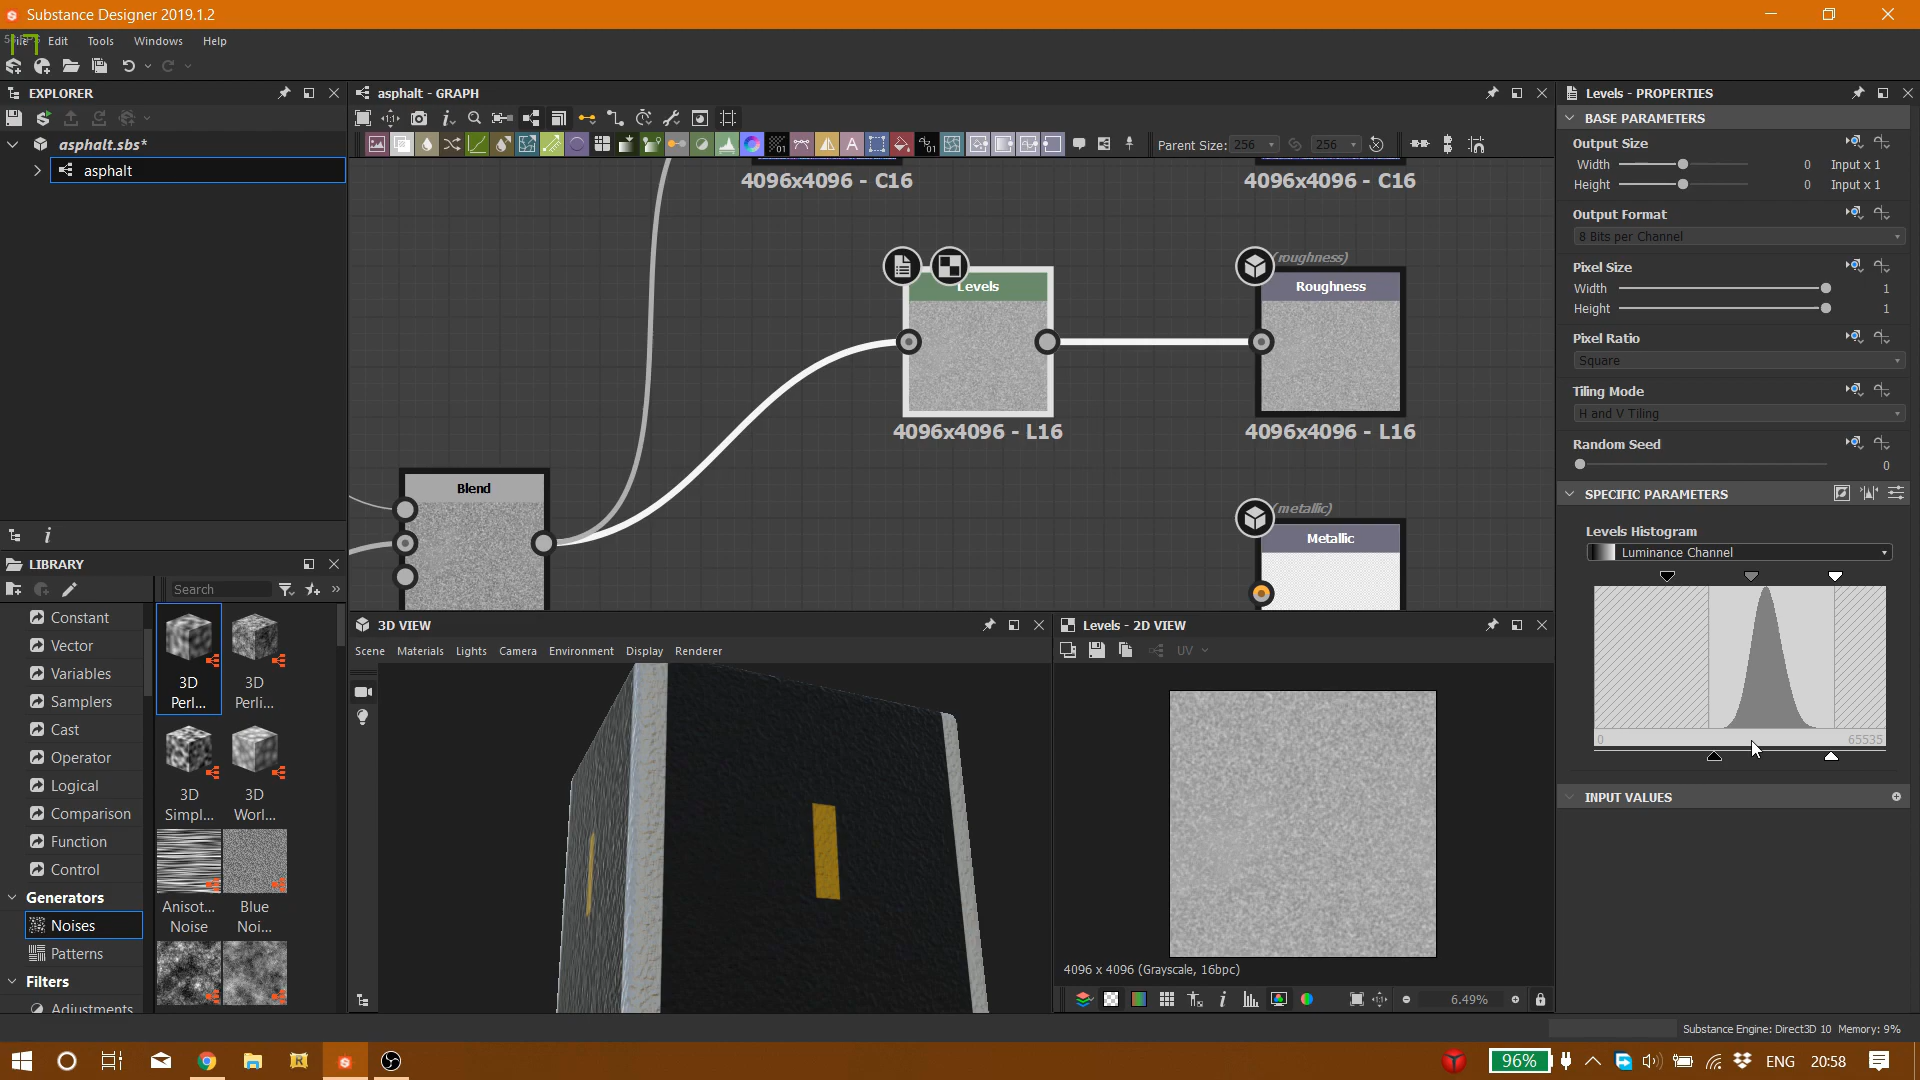 Substance Designer 2019.1.2
Edit Tools Windows Help
EXPLORER
asphalt.sbs*
asphalt
asphalt - GRAPH
Parent Size: 256 256
4096x4096 - C16
4096x4096 - C16
Levels
4096x4096 - L16
(roughness)
Roughness
4096x4096 - L16
Blend
(metallic)
Metallic
LIBRARY
Search
Constant
Vector
Variables
Samplers
Cast
Operator
Logical
Comparison
Function
Control
Generators
Noises
Patterns
Filters
Adjustments
3D Perl...
3D Perli...
3D Simpl...
3D Worl...
Anisot... Noise
Blue Noi...
3D VIEW
Scene Materials Lights Camera Environment Display Renderer
Levels - 2D VIEW
UV
4096 x 4096 (Grayscale, 16bpc)
6.49%
Levels - PROPERTIES
BASE PARAMETERS
Output Size
Width 0 Input x 1
Height 0 Input x 1
Output Format
8 Bits per Channel
Pixel Size
Width 1
Height 1
Pixel Ratio
Square
Tiling Mode
H and V Tiling
Random Seed
0
SPECIFIC PARAMETERS
Levels Histogram
Luminance Channel
0 65535
INPUT VALUES
Substance Engine: Direct3D 10 Memory: 9%
96% ENG 20:58